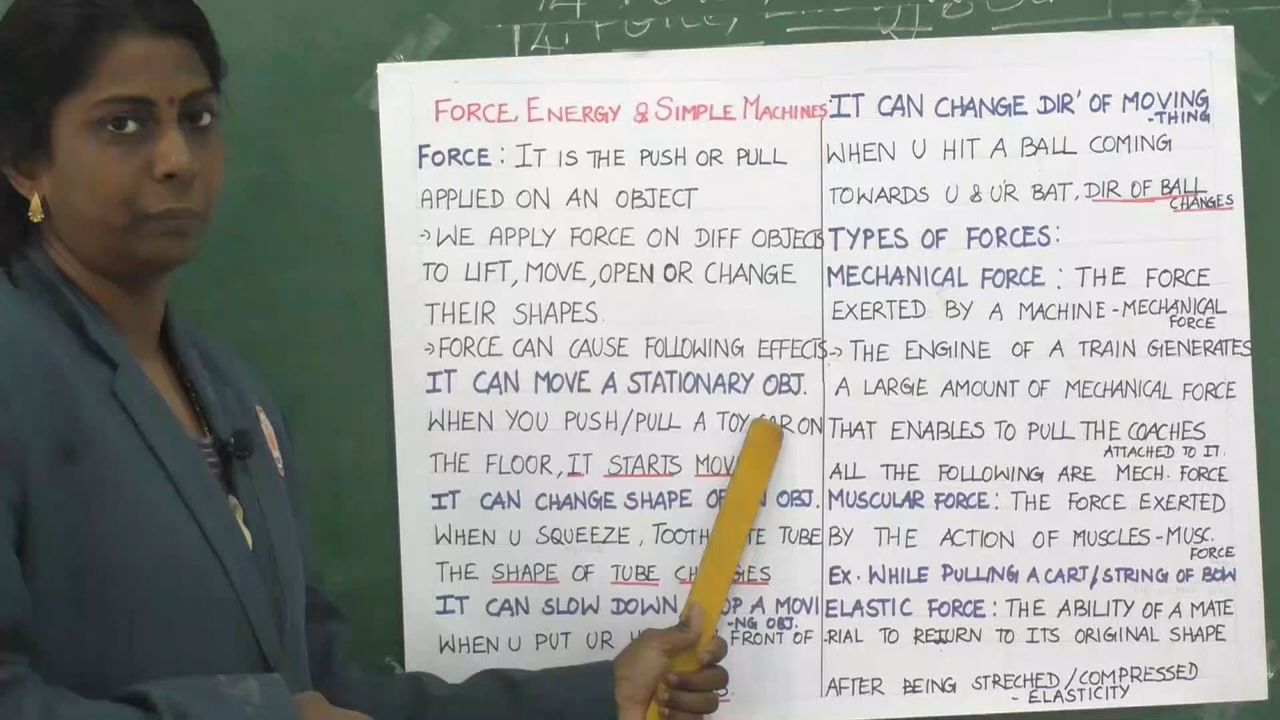 14. Force,
FORCE, ENERGY & SIMPLE MACHINES
FORCE: IT IS THE PUSH OR PULL
APPLIED ON AN OBJECT
→WE APPLY FORCE ON DIFF OBJECTS
TO LIFT, MOVE, OPEN OR CHANGE
THEIR SHAPES.
→FORCE CAN CAUSE FOLLOWING EFFECTS
IT CAN MOVE A STATIONARY OBJ.
WHEN YOU PUSH/PULL A TOY CAR ON
THE FLOOR, IT STARTS
IT CAN CHANGE SHAPE OBJ.
WHEN U SQUEEZE, TUBE
THE SHAPE OF TUBE
IT CAN SLOW DOWN A MOVI
-NG OBJ.
WHEN U PUT UR FRONT OF
IT CAN CHANGE DIR' OF MOVING
-THING
WHEN U HIT A BALL COMING
TOWARDS U & U'R BAT, DIR OF BALL
CHANGES
TYPES OF FORCES:
MECHANICAL FORCE: THE FORCE
EXERTED BY A MACHINE-MECHANICAL
FORCE
→ THE ENGINE OF A TRAIN GENERATES
A LARGE AMOUNT OF MECHANICAL FORCE
THAT ENABLES TO PULL THE COACHES
ATTACHED TO IT.
ALL THE FOLLOWING ARE MECH. FORCE
MUSCULAR FORCE: THE FORCE EXERTED
BY THE ACTION OF MUSCLES-MUSC.
FORCE
EX. WHILE PULLING A CART/STRING OF BOW
ELASTIC FORCE: THE ABILITY OF A MATE
-RIAL TO RETURN TO ITS ORIGINAL SHAPE
AFTER BEING STRECHED/COMPRESSED
- ELASTICITY